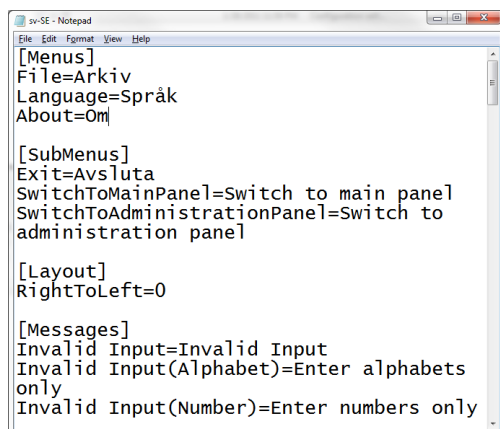 sv-SE - Notepad
File Edit Format View Help
[Menus]
File=Arkiv
Language=Språk
About=Om
[SubMenus]
Exit=Avsluta
SwitchToMainPanel=Switch to main panel
SwitchToAdministrationPanel=Switch to
administration panel
[Layout]
RightToLeft=0
[Messages]
Invalid Input=Invalid Input
Invalid Input(Alphabet)=Enter alphabets
only
Invalid Input(Number)=Enter numbers only